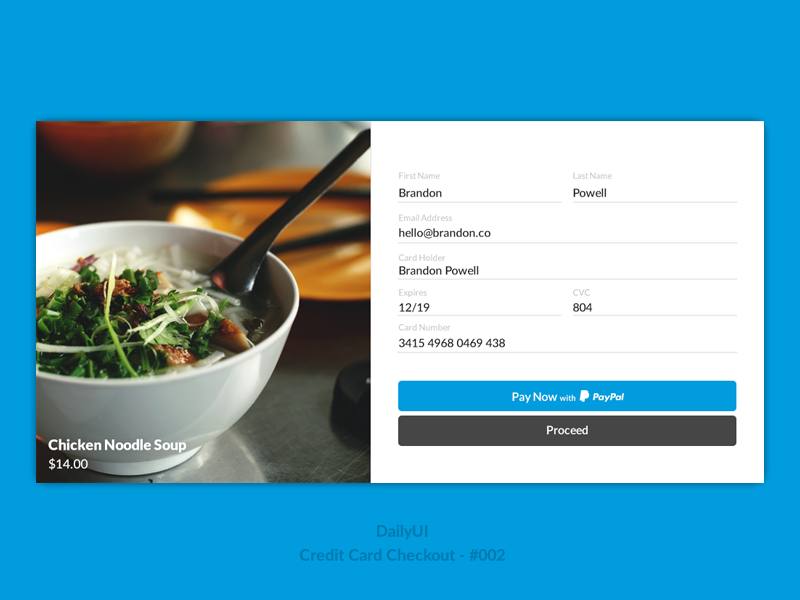 First Name Last Name
Brandon Powell
Email Address
hello@brandon.co
Card Holder
Brandon Powell
Expires CVC
12/19 804
Card Number
3415 4968 0469 438
Pay Now with PayPal
Proceed
Chicken Noodle Soup
$14.00
DailyUI
Credit Card Checkout - #002